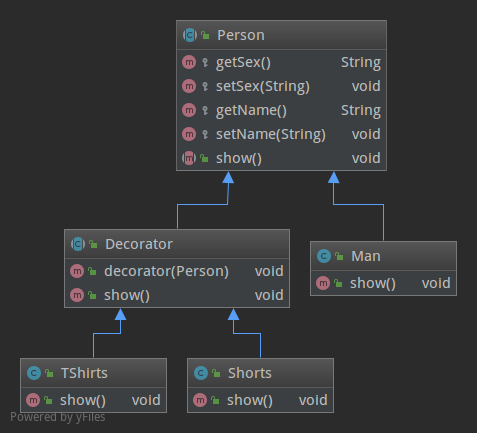 Person
getSex() String
setSex(String) void
getName() String
setName(String) void
show() void
Decorator
decorator(Person) void
show() void
Man
show() void
TShirts
show() void
Shorts
show() void
Powered by yFiles